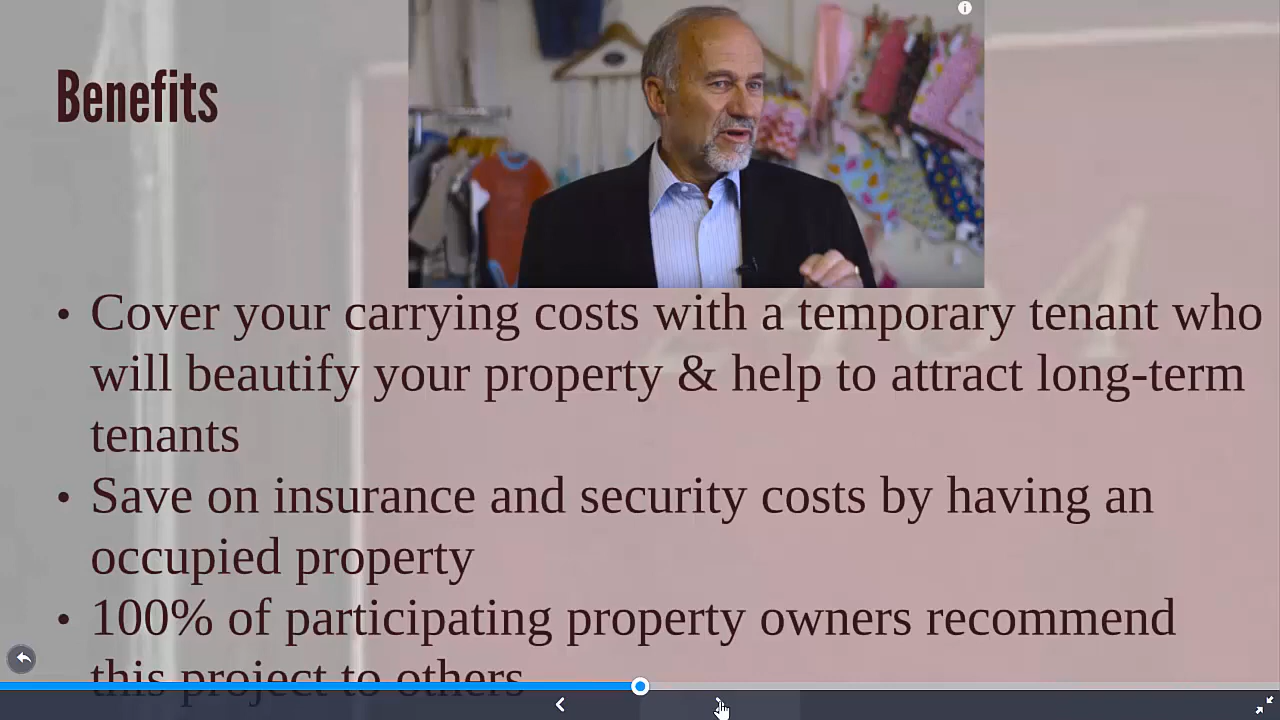 Benefits
• Cover your carrying costs with a temporary tenant who
will beautify your property & help to attract long-term
tenants
• Save on insurance and security costs by having an
occupied property
• 100% of participating property owners recommend
this project to others